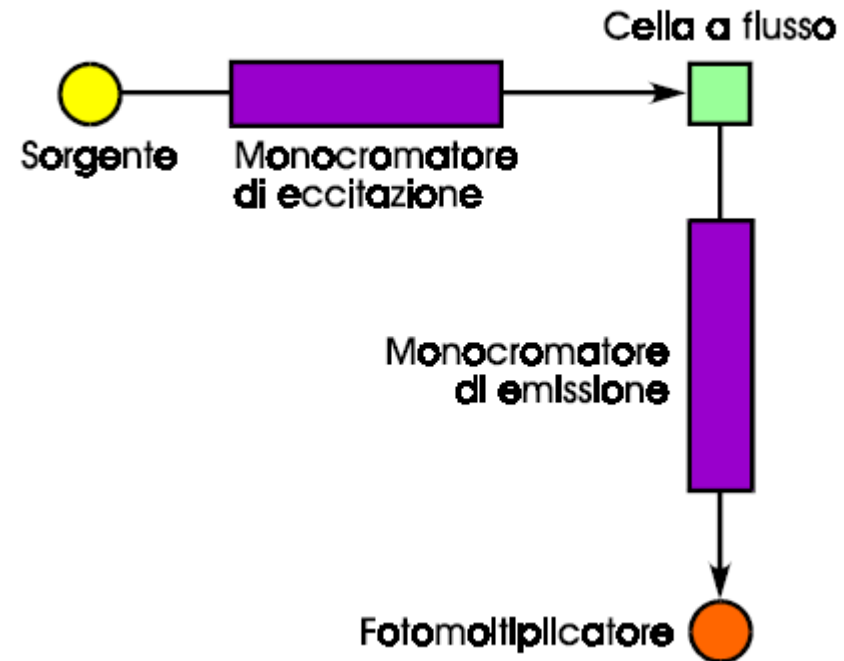 Cella a flusso
Sorgente
Monocromatore
di eccitazione
Monocromatore
di emissione
Fotomoltiplicatore